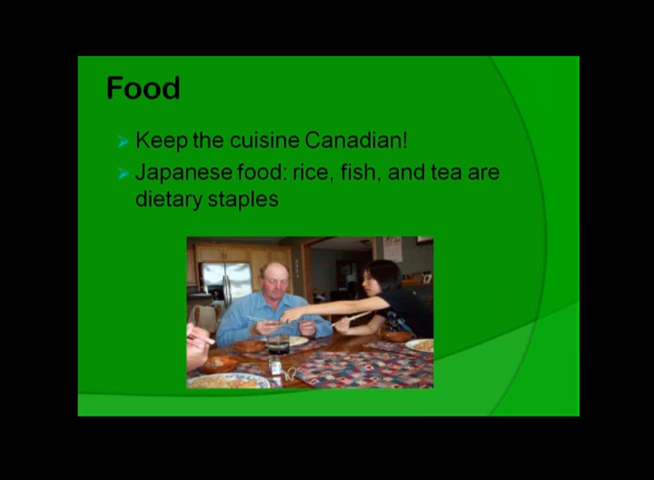 Food
Keep the cuisine Canadian!
Japanese food: rice, fish, and tea are
dietary staples